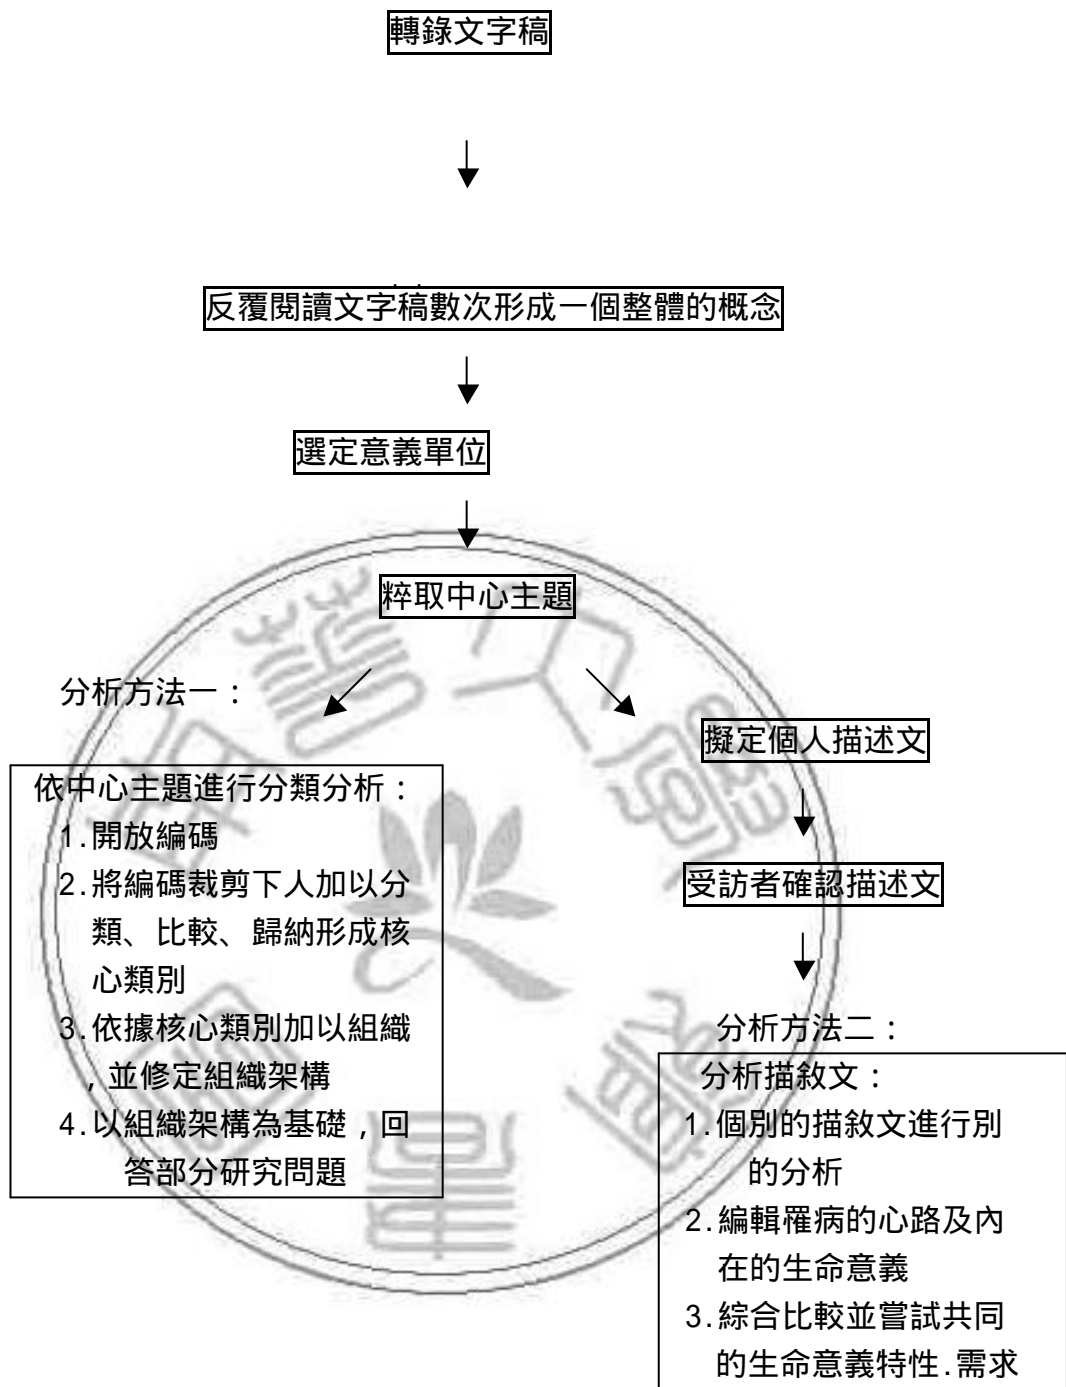 轉錄文字稿
反覆閱讀文字稿數次形成一個整體的概念
選定意義單位
粹取中心主題
分析方法一：
依中心主題進行分類分析：
1.開放編碼
2.將編碼裁剪下人加以分
類、比較、歸納形成核
心類別
3.依據核心類別加以組織
，並修定組織架構
4.以組織架構為基礎，回
答部分研究問題
擬定個人描述文
受訪者確認描述文
分析方法二：
分析描敘文：
1.個別的描敘文進行別
的分析
2.編輯罹病的心路及內
在的生命意義
3.綜合比較並嘗試共同
的生命意義特性.需求